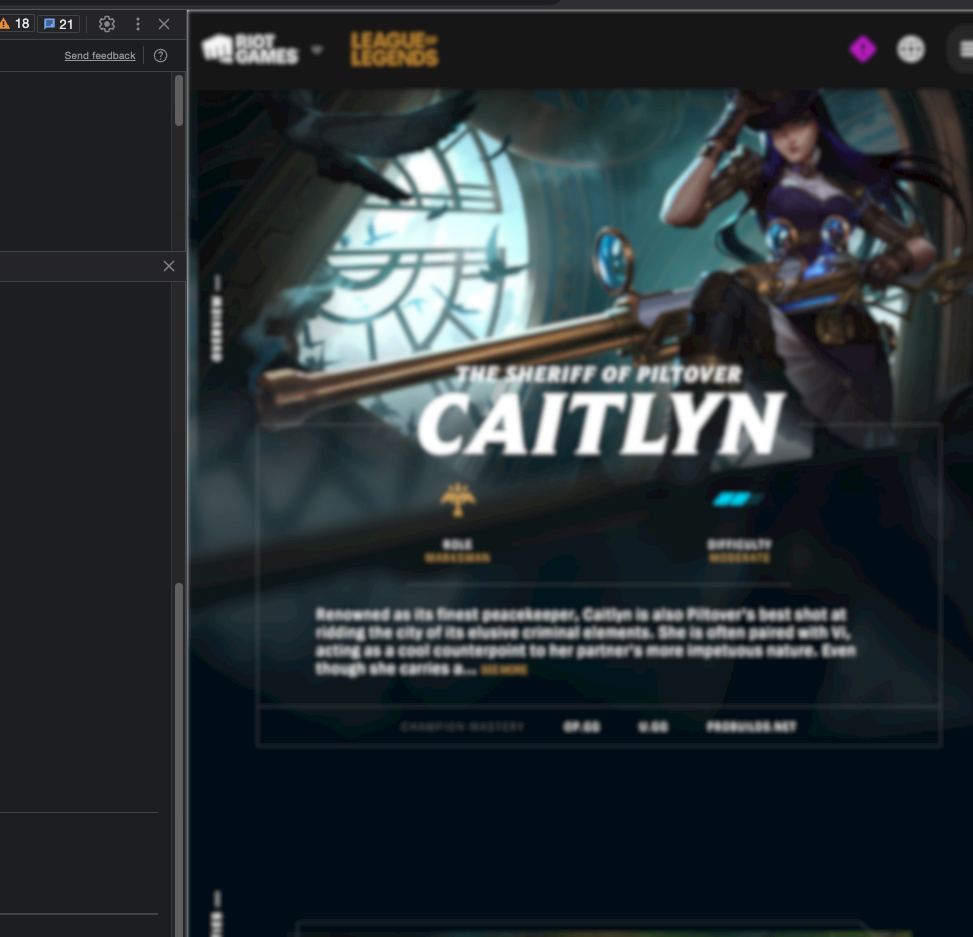 18
21
Send feedback
RIOT
GAMES
LEAGUE OF
LEGENDS
OVERVIEW
THE SHERIFF OF PILTOVER
CAITLYN
ROLE
MARKSMAN
DIFFICULTY
MODERATE
Renowned as its finest peacekeeper, Caitlyn is also Piltover's best shot at
ridding the city of its elusive criminal elements. She is often paired with Vi,
acting as a cool counterpoint to her partner's more impetuous nature. Even
though she carries a... SEE MORE
CHAMPION MASTERY
OP.GG
U.GG
PROBUILDS.NET